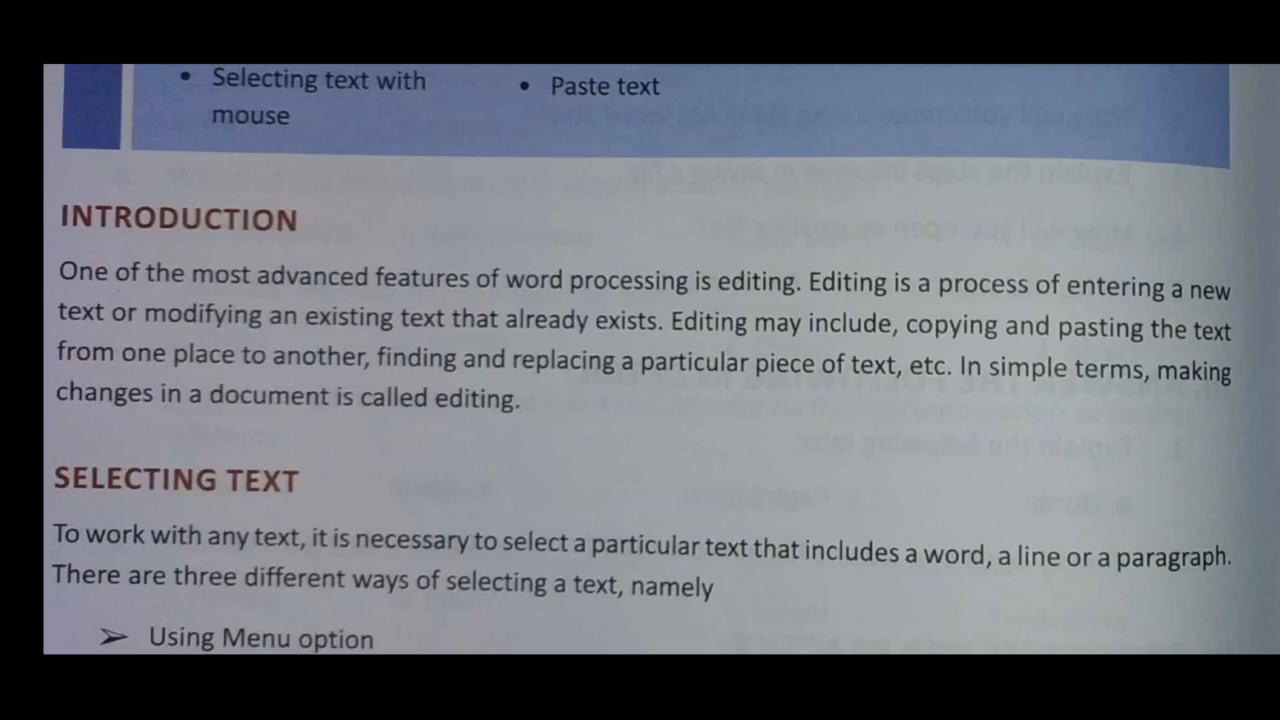 • Selecting text with
mouse
• Paste text
INTRODUCTION
One of the most advanced features of word processing is editing. Editing is a process of entering a new
text or modifying an existing text that already exists. Editing may include, copying and pasting the text
from one place to another, finding and replacing a particular piece of text, etc. In simple terms, making
changes in a document is called editing.
SELECTING TEXT
To work with any text, it is necessary to select a particular text that includes a word, a line or a paragraph.
There are three different ways of selecting a text, namely
➢ Using Menu option